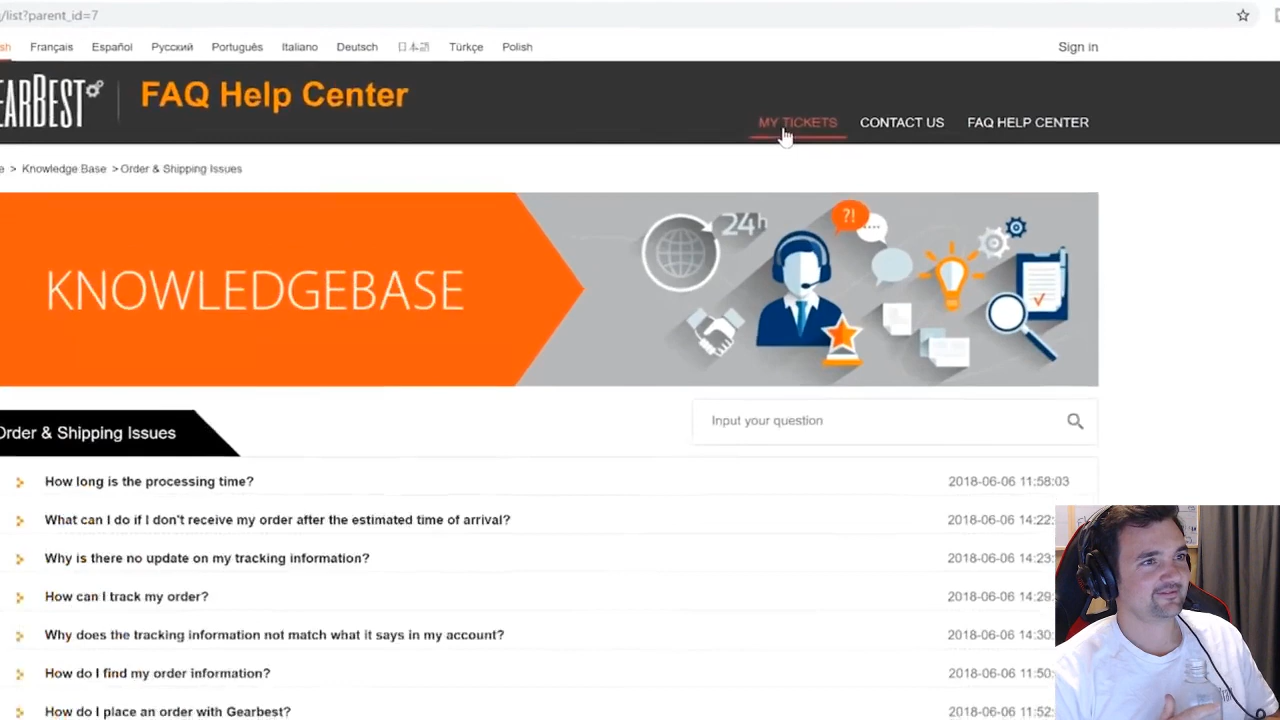 /list?parent_id=7
sh Français Español Русский Português Italiano Deutsch 日本語 Türkçe Polish Sign in
EARBEST FAQ Help Center
MY TICKETS CONTACT US FAQ HELP CENTER
e > Knowledge Base > Order & Shipping Issues
KNOWLEDGEBASE
24h
?!
Order & Shipping Issues
Input your question
How long is the processing time? 2018-06-06 11:58:03
What can I do if I don't receive my order after the estimated time of arrival? 2018-06-06 14:22:
Why is there no update on my tracking information? 2018-06-06 14:23:
How can I track my order? 2018-06-06 14:29:
Why does the tracking information not match what it says in my account? 2018-06-06 14:30:
How do I find my order information? 2018-06-06 11:50:
How do I place an order with Gearbest? 2018-06-06 11:52: